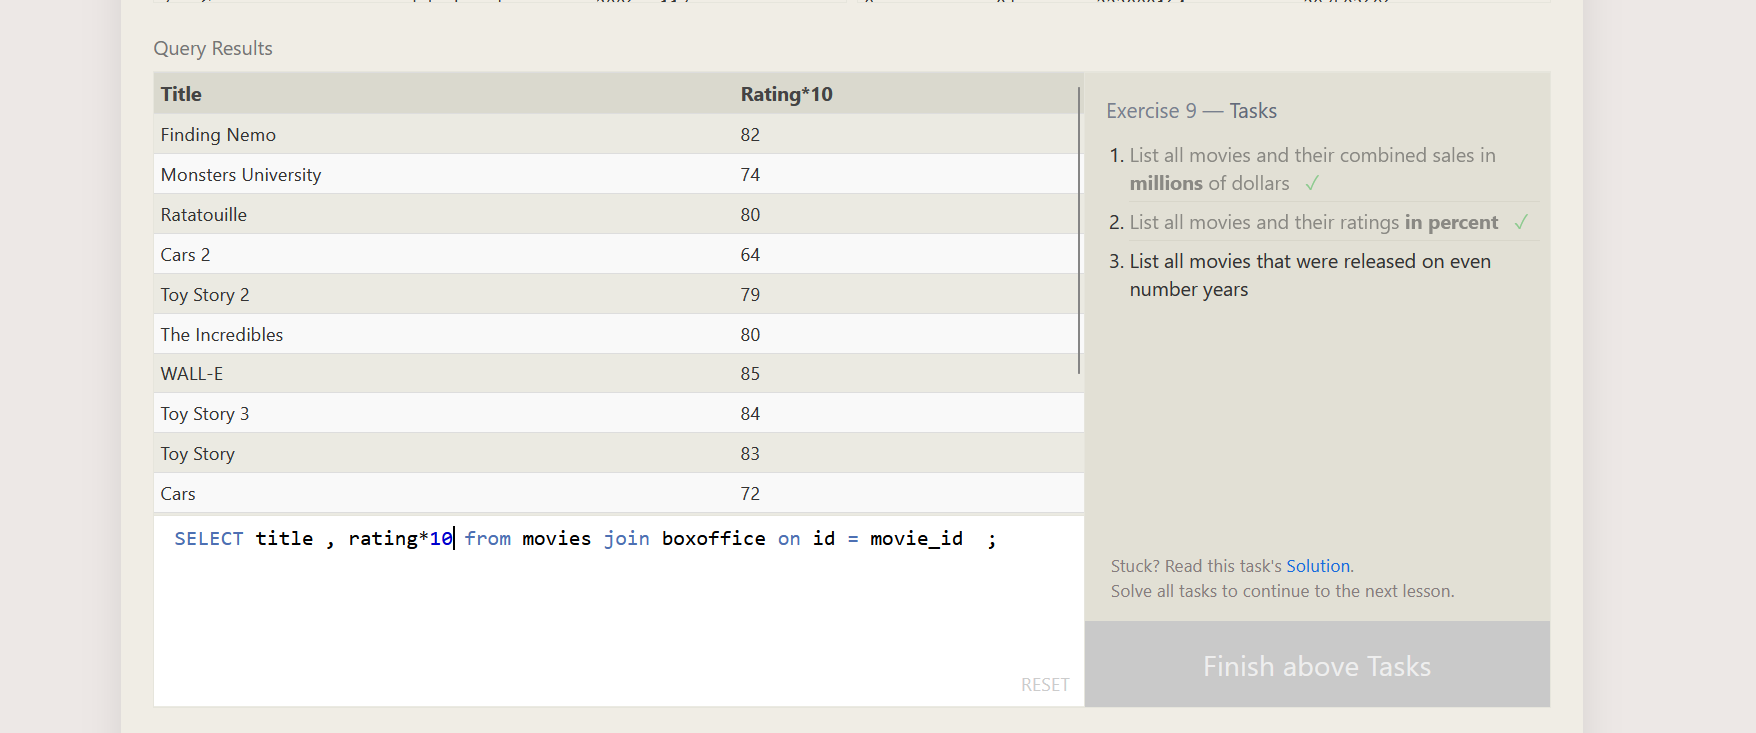 Query Results
Title Rating*10
Finding Nemo 82
Monsters University 74
Ratatouille 80
Cars 2 64
Toy Story 2 79
The Incredibles 80
WALL-E 85
Toy Story 3 84
Toy Story 83
Cars 72
SELECT title , rating*10 from movies join boxoffice on id = movie_id  ;
RESET
Exercise 9 — Tasks
1. List all movies and their combined sales in
millions of dollars ✓
2. List all movies and their ratings in percent ✓
3. List all movies that were released on even
number years
Stuck? Read this task's Solution.
Solve all tasks to continue to the next lesson.
Finish above Tasks